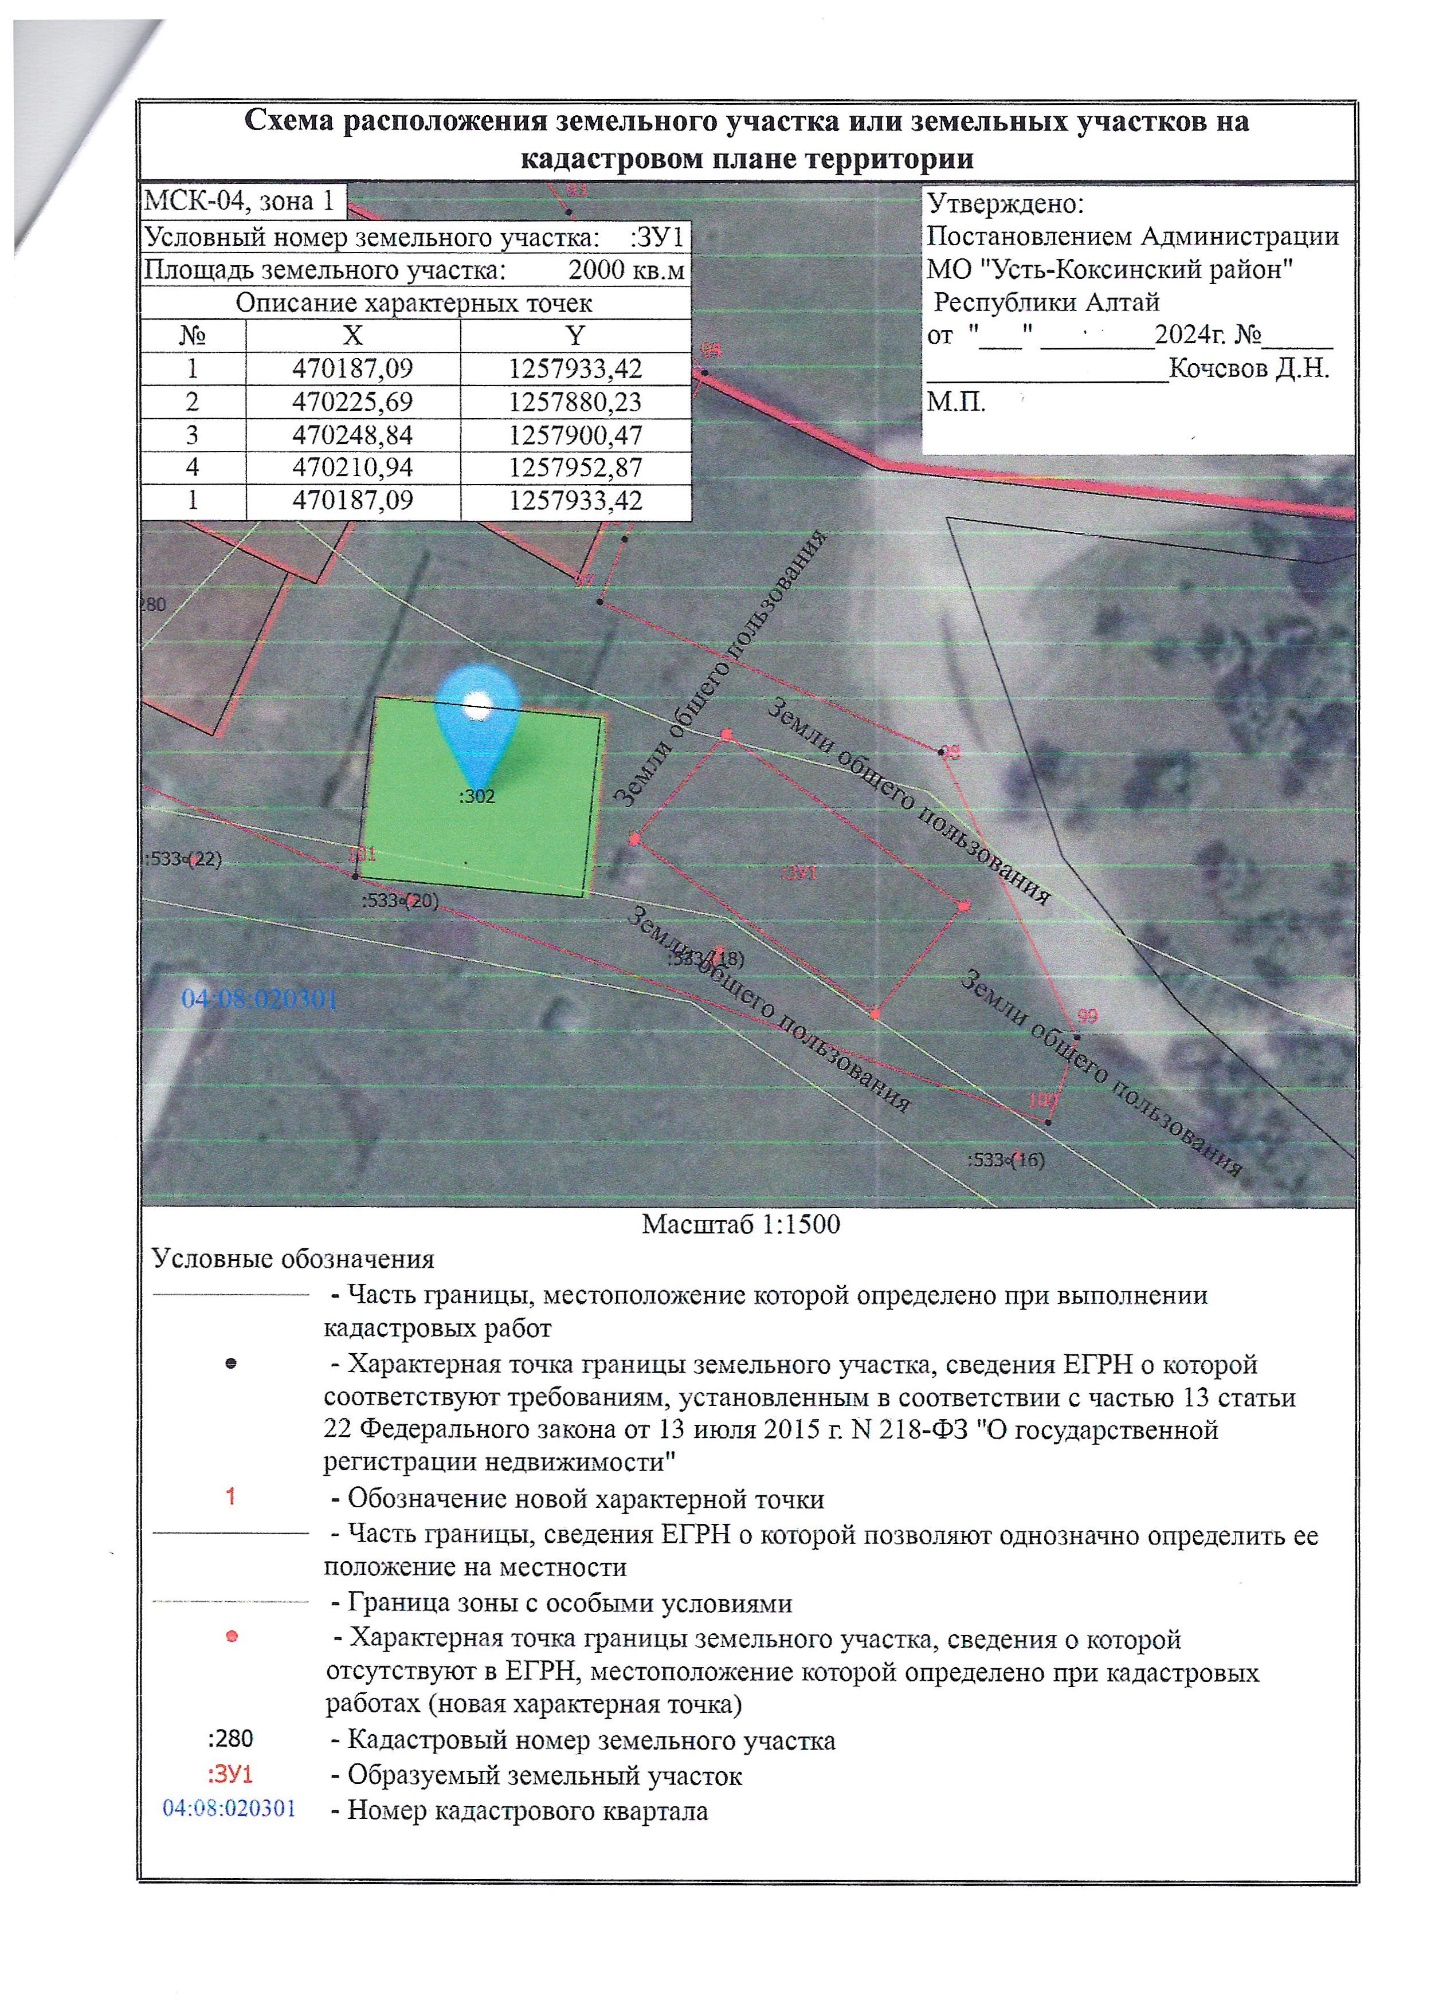 Схема расположения земельного участка или земельных участков на
кадастровом плане территории
МСК-04, зона 1
Условный номер земельного участка: :ЗУ1
Площадь земельного участка: 2000 кв.м
Описание характерных точек
№ X Y
1 470187,09 1257933,42
2 470225,69 1257880,23
3 470248,84 1257900,47
4 470210,94 1257952,87
1 470187,09 1257933,42
Утверждено:
Постановлением Администрации
МО "Усть-Коксинский район"
Республики Алтай
от "___" ________2024г. №_____
_________________Кочевов Д.Н.
М.П.
97
280
Земли общего пользования
Земли общего пользования
:302
:ЗУ1
101
:533(22)
:533(20)
:533(18)
Земли общего пользования
Земли общего пользования
04:08:020301
99
100
:533(16)
Масштаб 1:1500
Условные обозначения
- Часть границы, местоположение которой определено при выполнении
кадастровых работ
- Характерная точка границы земельного участка, сведения ЕГРН о которой
соответствуют требованиям, установленным в соответствии с частью 13 статьи
22 Федерального закона от 13 июля 2015 г. N 218-ФЗ "О государственной
регистрации недвижимости"
1 - Обозначение новой характерной точки
- Часть границы, сведения ЕГРН о которой позволяют однозначно определить ее
положение на местности
- Граница зоны с особыми условиями
- Характерная точка границы земельного участка, сведения о которой
отсутствуют в ЕГРН, местоположение которой определено при кадастровых
работах (новая характерная точка)
:280 - Кадастровый номер земельного участка
:ЗУ1 - Образуемый земельный участок
04:08:020301 - Номер кадастрового квартала